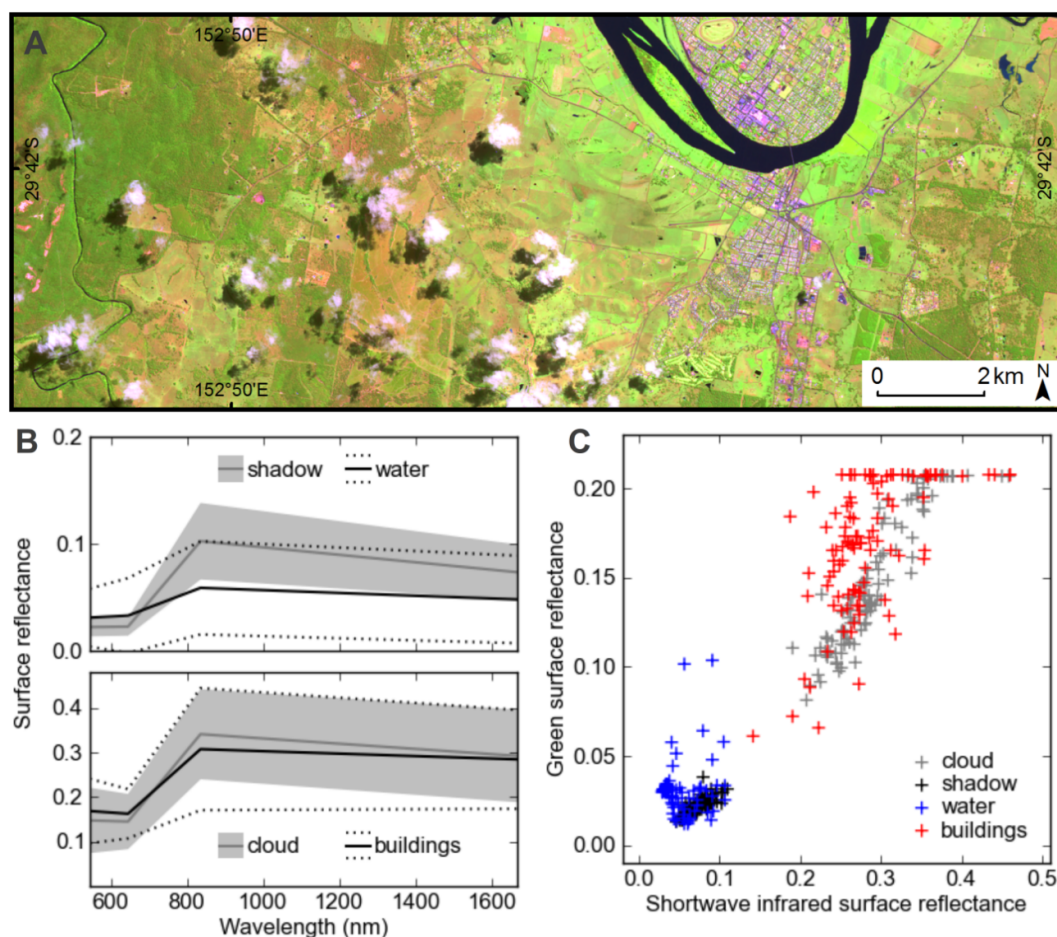 A
152°50'E
29°42'S
29°42'S
152°50'E
0 2 km
N
B
0.2
0.1
0.0
shadow
water
0.4
0.3
0.2
0.1
cloud
buildings
Surface reflectance
600 800 1000 1200 1400 1600
Wavelength (nm)
C
0.20
0.15
0.10
0.05
0.00
cloud
shadow
water
buildings
Green surface reflectance
0.0 0.1 0.2 0.3 0.4 0.5
Shortwave infrared surface reflectance